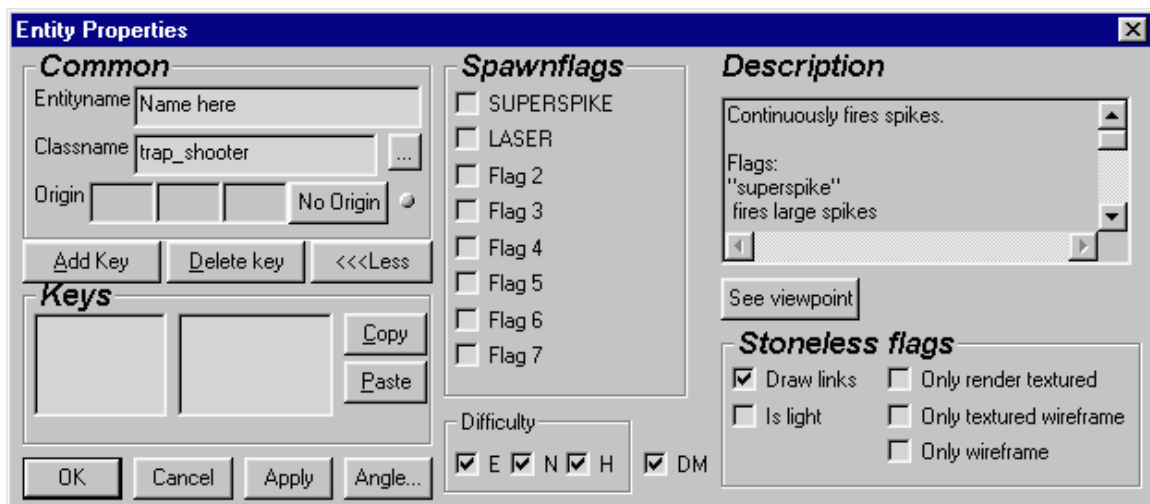 Entity Properties
Common
Entityname Name here
Classname trap_shooter ...
Origin No Origin
Add Key Delete key <<<Less
Keys
Copy
Paste
OK Cancel Apply Angle...
Spawnflags
SUPERSPIKE
LASER
Flag 2
Flag 3
Flag 4
Flag 5
Flag 6
Flag 7
Difficulty
E N H DM
Description
Continuously fires spikes.
Flags:
"superspike"
fires large spikes
See viewpoint
Stoneless flags
Draw links Only render textured
Is light Only textured wireframe
Only wireframe